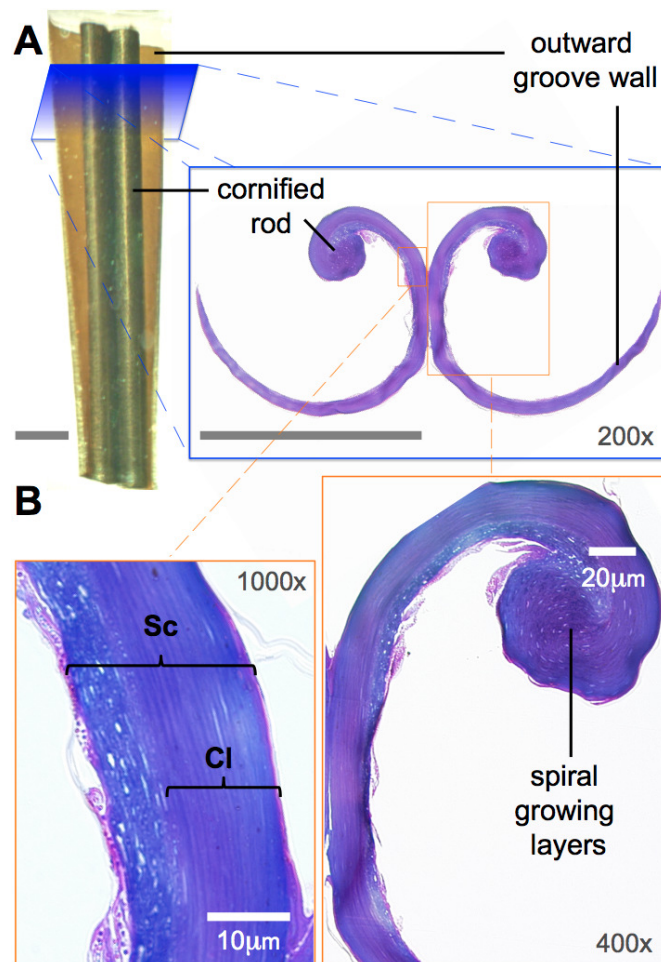 A
outward
groove wall
cornified
rod
200x
B
1000x
Sc
Cl
10µm
20µm
spiral
growing
layers
400x